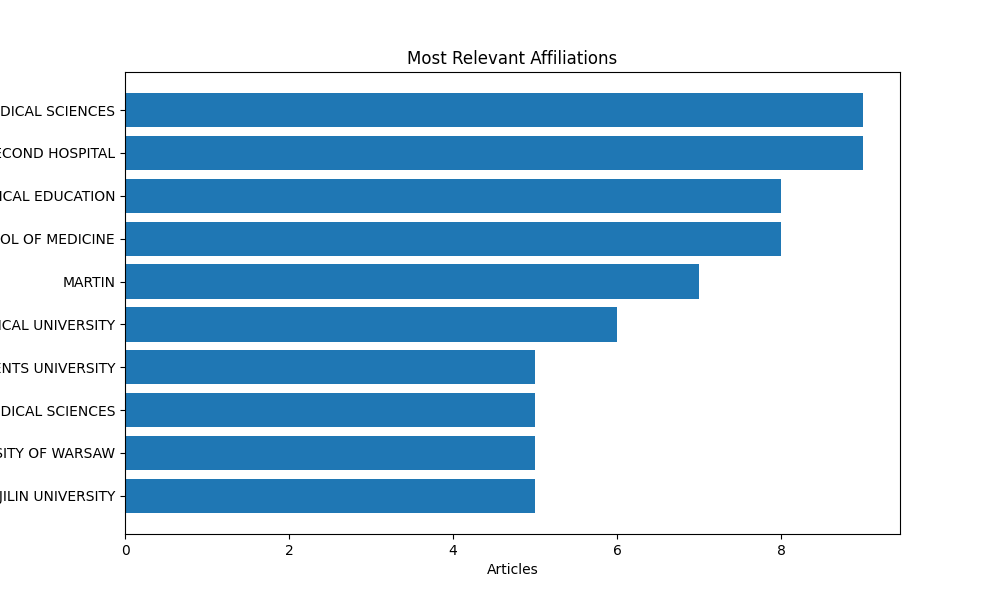 Most Relevant Affiliations
DICAL SCIENCES
ECOND HOSPITAL
ICAL EDUCATION
OL OF MEDICINE
MARTIN
ICAL UNIVERSITY
ENTS UNIVERSITY
DICAL SCIENCES
SITY OF WARSAW
JILIN UNIVERSITY
0 2 4 6 8
Articles